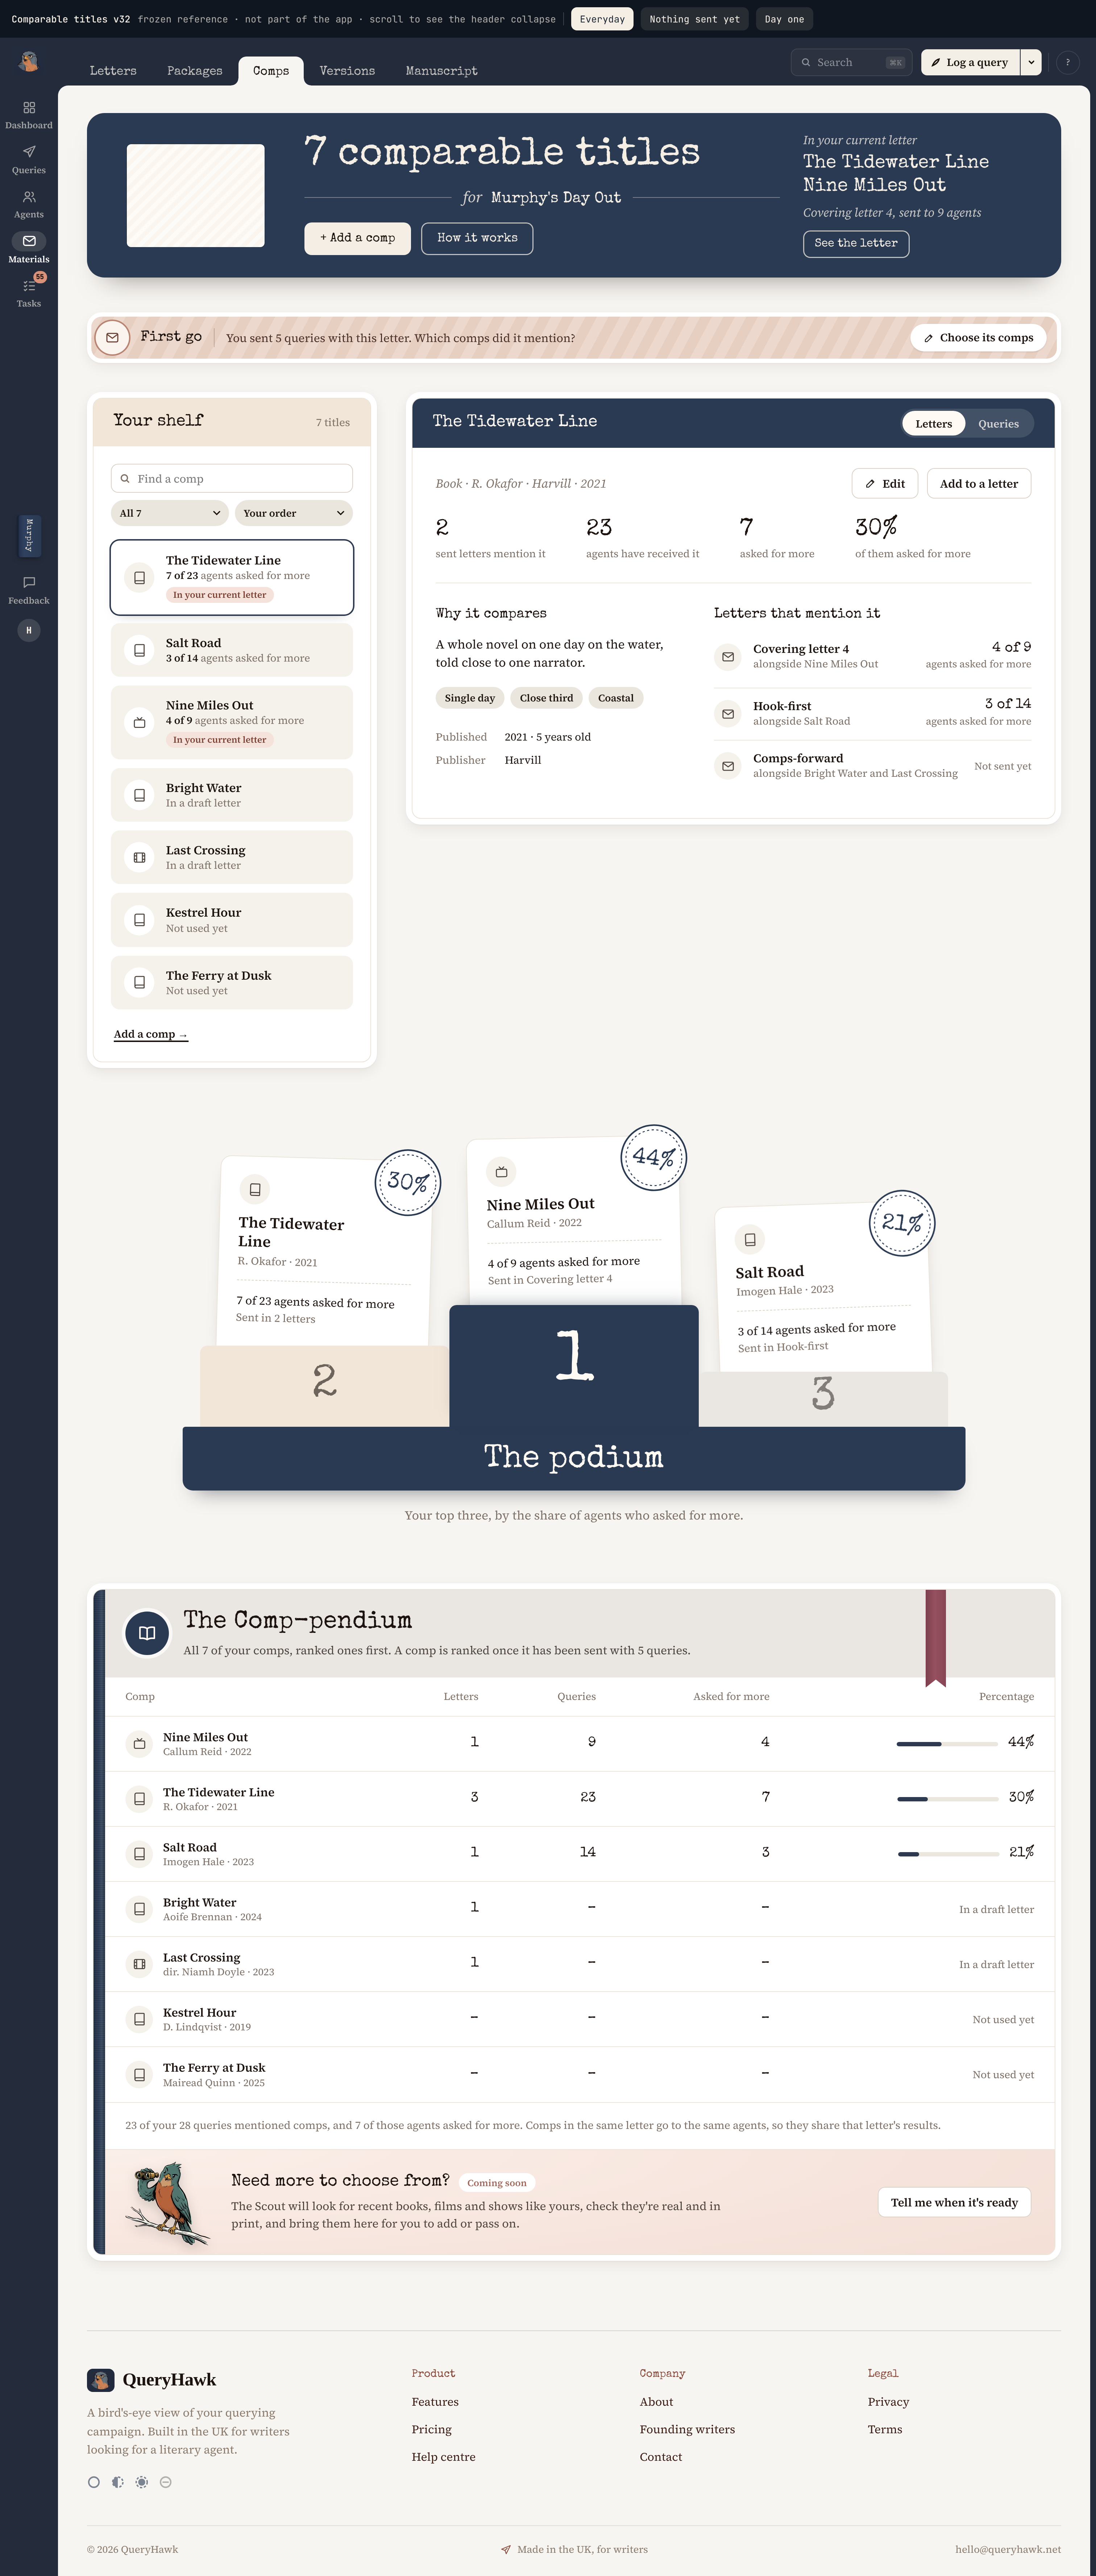 Comparable titles v32 frozen reference · not part of the app · scroll to see the header collapse Everyday Nothing sent yet Day one
Letters Packages Comps Versions Manuscript
Search ⌘K
Log a query
?
Dashboard
Queries
Agents
Materials
55
Tasks
Murphy
Feedback
H
7 comparable titles
for Murphy's Day Out
+ Add a comp
How it works
In your current letter
The Tidewater Line
Nine Miles Out
Covering letter 4, sent to 9 agents
See the letter
First go
You sent 5 queries with this letter. Which comps did it mention?
Choose its comps
Your shelf
7 titles
Find a comp
All 7
Your order
The Tidewater Line
7 of 23 agents asked for more
In your current letter
Salt Road
3 of 14 agents asked for more
Nine Miles Out
4 of 9 agents asked for more
In your current letter
Bright Water
In a draft letter
Last Crossing
In a draft letter
Kestrel Hour
Not used yet
The Ferry at Dusk
Not used yet
Add a comp →
The Tidewater Line
Letters
Queries
Book · R. Okafor · Harvill · 2021
Edit
Add to a letter
2
sent letters mention it
23
agents have received it
7
asked for more
30%
of them asked for more
Why it compares
A whole novel on one day on the water,
told close to one narrator.
Single day
Close third
Coastal
Published 2021 · 5 years old
Publisher Harvill
Letters that mention it
Covering letter 4
alongside Nine Miles Out
4 of 9
agents asked for more
Hook-first
alongside Salt Road
3 of 14
agents asked for more
Comps-forward
alongside Bright Water and Last Crossing
Not sent yet
30%
The Tidewater
Line
R. Okafor · 2021
7 of 23 agents asked for more
Sent in 2 letters
2
44%
Nine Miles Out
Callum Reid · 2022
4 of 9 agents asked for more
Sent in Covering letter 4
1
21%
Salt Road
Imogen Hale · 2023
3 of 14 agents asked for more
Sent in Hook-first
3
The podium
Your top three, by the share of agents who asked for more.
The Comp-pendium
All 7 of your comps, ranked ones first. A comp is ranked once it has been sent with 5 queries.
Comp Letters Queries Asked for more Percentage
Nine Miles Out
Callum Reid · 2022
1 9 4 44%
The Tidewater Line
R. Okafor · 2021
3 23 7 30%
Salt Road
Imogen Hale · 2023
1 14 3 21%
Bright Water
Aoife Brennan · 2024
1 – – In a draft letter
Last Crossing
dir. Niamh Doyle · 2023
1 – – In a draft letter
Kestrel Hour
D. Lindqvist · 2019
– – – Not used yet
The Ferry at Dusk
Mairead Quinn · 2025
– – – Not used yet
23 of your 28 queries mentioned comps, and 7 of those agents asked for more. Comps in the same letter go to the same agents, so they share that letter's results.
Need more to choose from?
Coming soon
The Scout will look for recent books, films and shows like yours, check they're real and in
print, and bring them here for you to add or pass on.
Tell me when it's ready
QueryHawk
A bird's-eye view of your querying
campaign. Built in the UK for writers
looking for a literary agent.
Product
Features
Pricing
Help centre
Company
About
Founding writers
Contact
Legal
Privacy
Terms
© 2026 QueryHawk
Made in the UK, for writers
hello@queryhawk.net